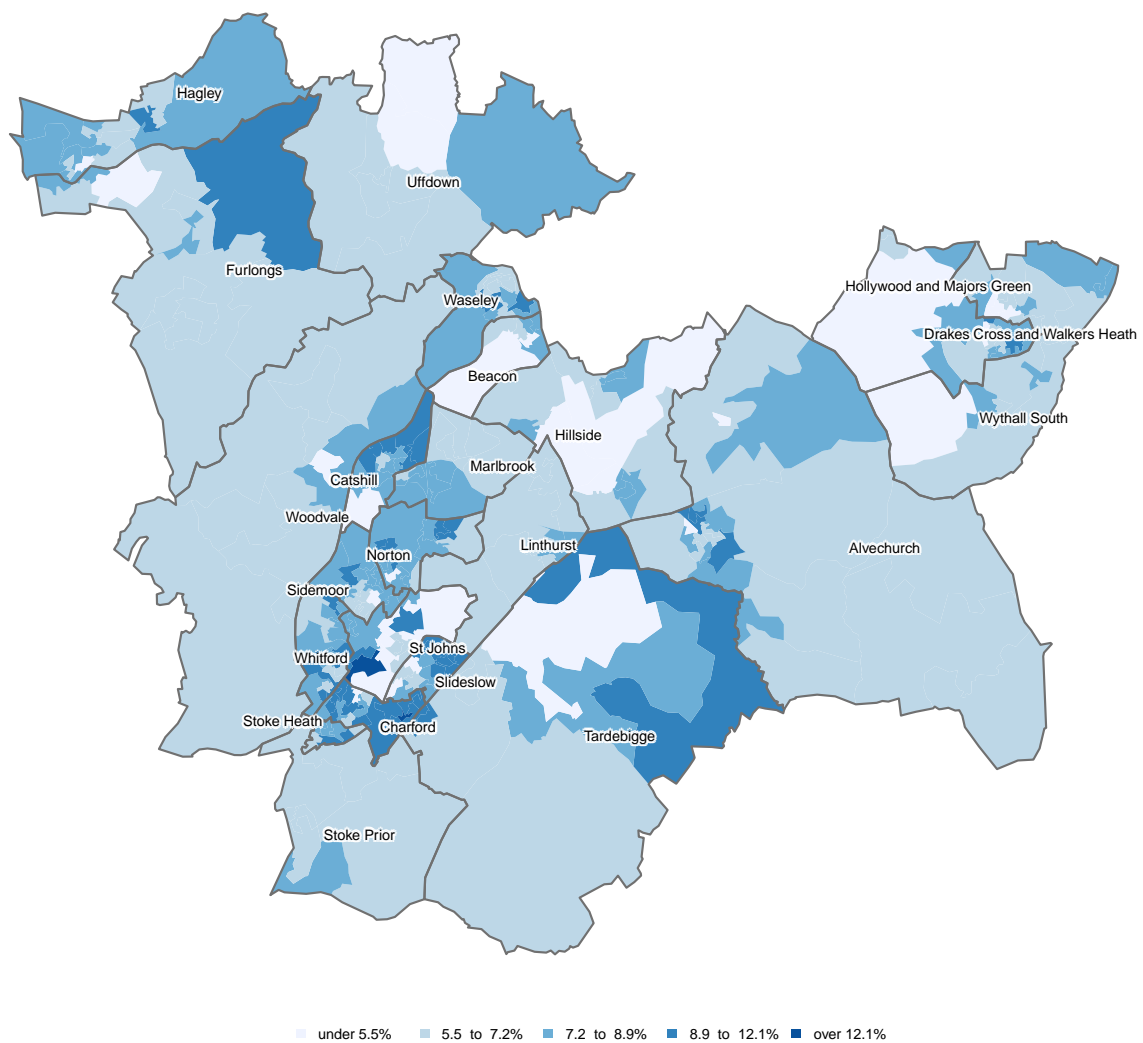 Hagley
Uffdown
Furlongs
Hollywood and Majors Green
Waseley
Drakes Cross and Walkers Heath
Beacon
Wythall South
Hillside
Marlbrook
Catshill
Woodvale
Linthurst
Alvechurch
Norton
Sidemoor
St Johns
Whitford
Slideslow
Stoke Heath
Charford
Tardebigge
Stoke Prior
under 5.5% 5.5 to 7.2% 7.2 to 8.9% 8.9 to 12.1% over 12.1%